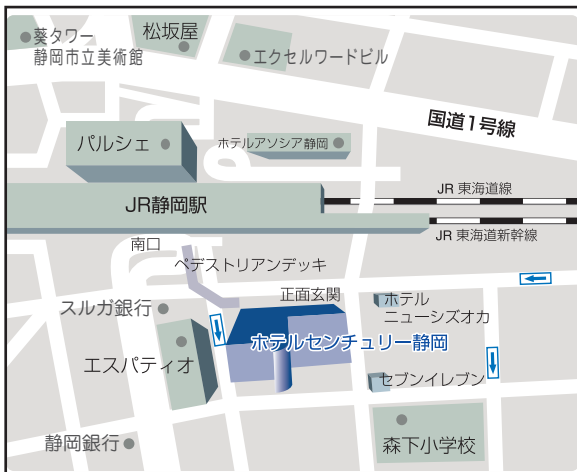 葵タワー
静岡市立美術館
松坂屋
エクセルワードビル
国道1号線
パルシェ
ホテルアソシア静岡
JR静岡駅
JR 東海道線
JR 東海道新幹線
南口
ペデストリアンデッキ
スルガ銀行
正面玄関
ホテル
ニューシズオカ
ホテルセンチュリー静岡
エスパティオ
セブンイレブン
静岡銀行
森下小学校